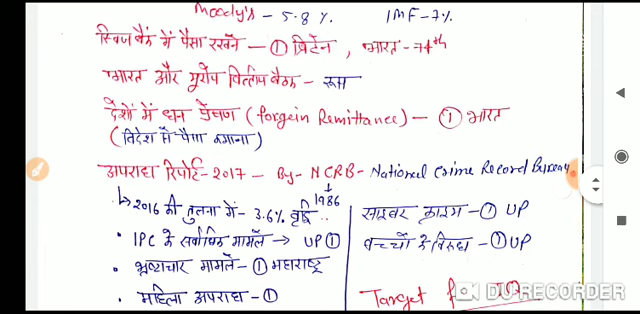 Moody's - 5.8 %. IMF - 7 %
स्विज बैंक में पैसा रखने - ① ब्रिटेन, भारत - 74th
भारत और यूरोप वित्तीय बैठक - रूस
देशों में धन प्रेषण (forgein Remittance) - ① भारत
(विदेश से पैसा कमाना)
अपराध रिपोर्ट - 2017 - By - NCRB - National Crime Record Bureau
1986
↳ 2016 की तुलना में - 3.6% वृद्धि
• IPC के सर्वाधिक मामलें → UP ①
• भ्रष्टाचार मामलें - ① महाराष्ट्र
• महिला अपराध - ①
साइबर क्राइम - ① UP
बच्चों के विरुद्ध - ① UP
Target
DU RECORDER